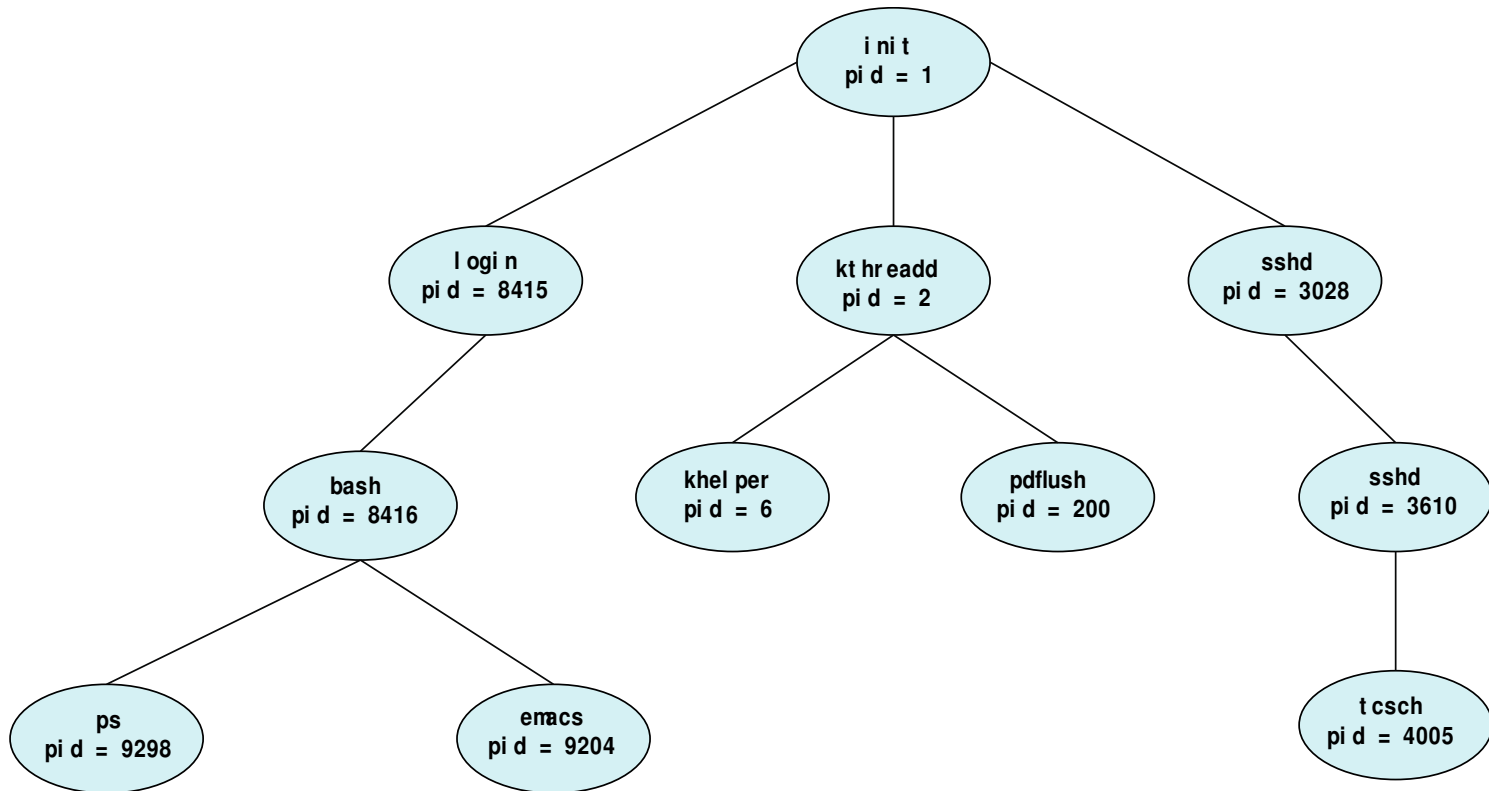 init
pid = 1
login
pid = 8415
kthreadd
pid = 2
sshd
pid = 3028
bash
pid = 8416
khelper
pid = 6
pdflush
pid = 200
sshd
pid = 3610
ps
pid = 9298
emacs
pid = 9204
tcsch
pid = 4005